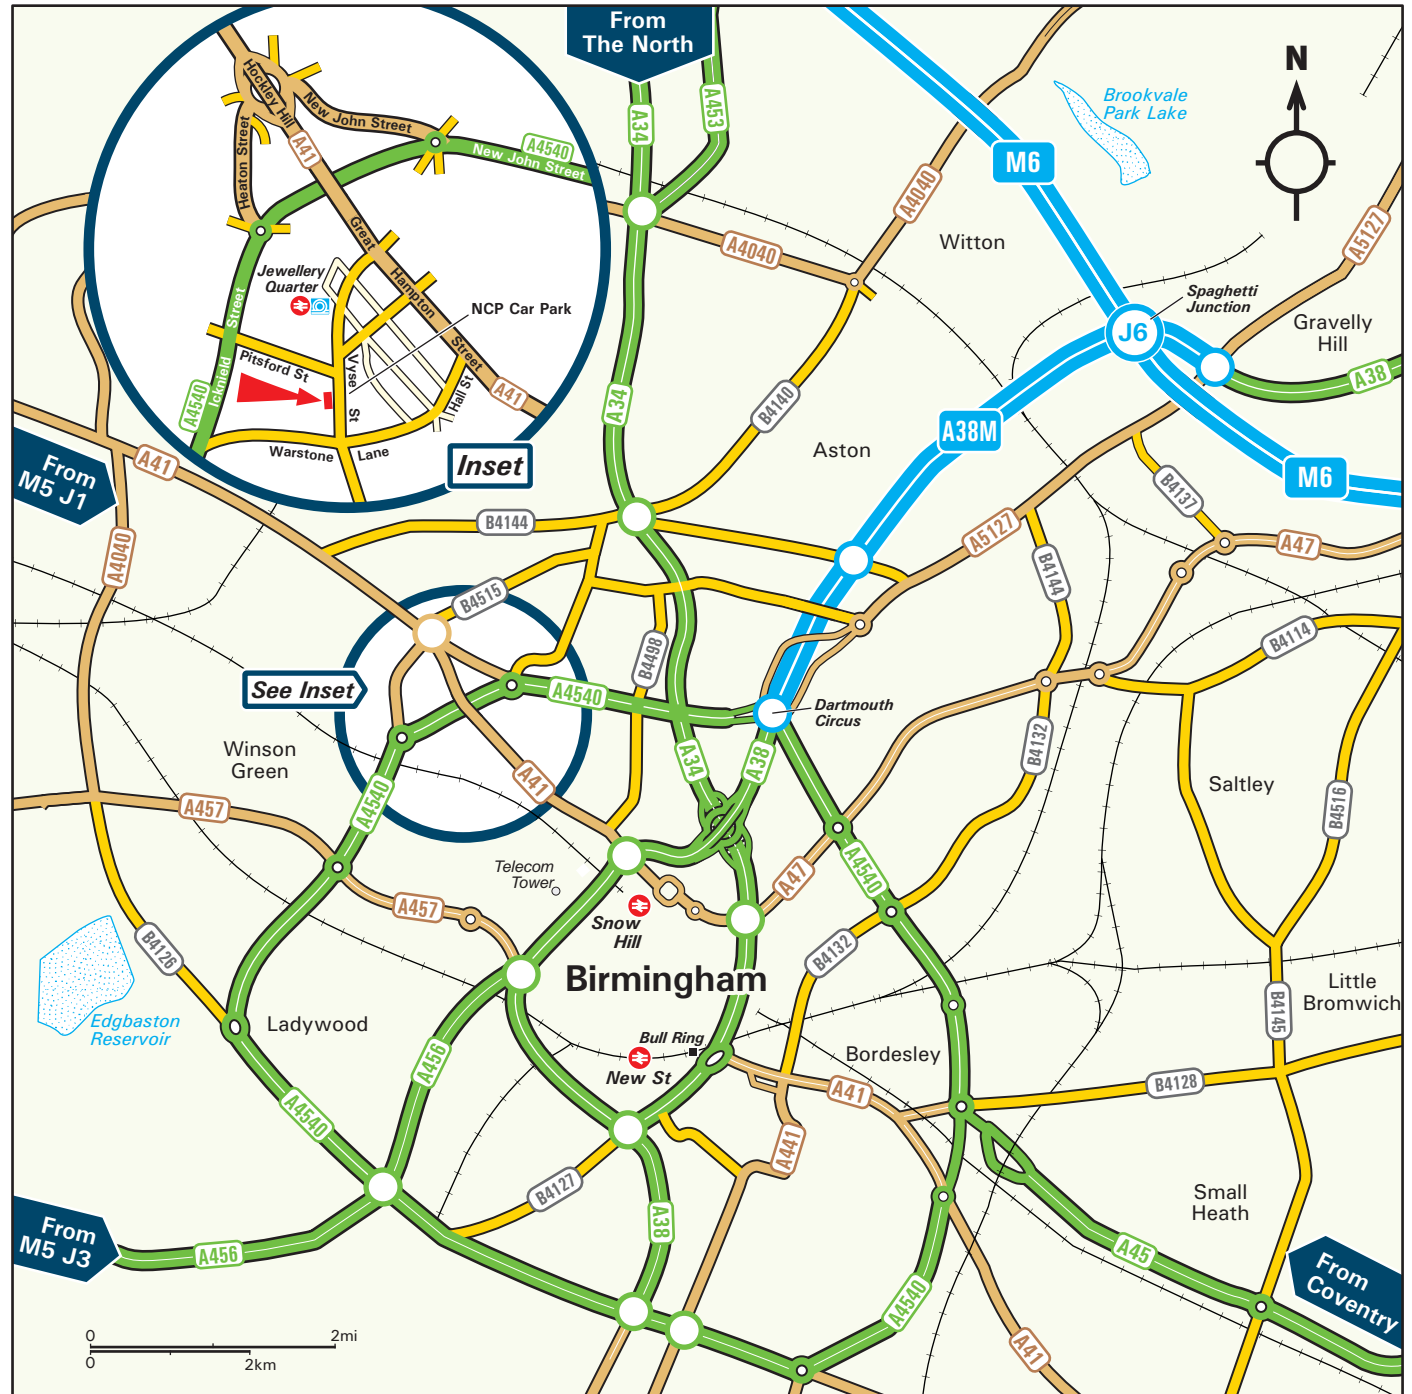 From
The North
A34
A453
M6
Brookvale
Park Lake
N
Hockley Hill
New John Street
A41
A4540
New John Street
Heaton Street
Great
Hampton
Street
A41
Jewellery
Quarter
NCP Car Park
Icknield
Street
A4540
Pitsford St
Vyse
St
Hall St
Warstone
Lane
Inset
A4040
A4040
Witton
A5127
Spaghetti
Junction
J6
Gravelly
Hill
A38
A34
B4140
A38M
Aston
M6
From
M5 J1
A41
B4144
A5127
B4137
A47
A4040
B4515
B4144
B4498
B4114
See Inset
A4540
Dartmouth
Circus
Winson
Green
A34
A38
B4132
Saltley
A41
A457
A4540
B4516
Telecom
Tower
A47
A4540
A457
Snow
Hill
B4126
B4132
Birmingham
Little
Bromwich
Edgbaston
Reservoir
Ladywood
B4145
Bull Ring
New St
Bordesley
A456
A41
B4128
A4540
A441
B4127
Small
Heath
From
M5 J3
A456
A38
A45
From
Coventry
A4540
A41
0
2mi
0
2km